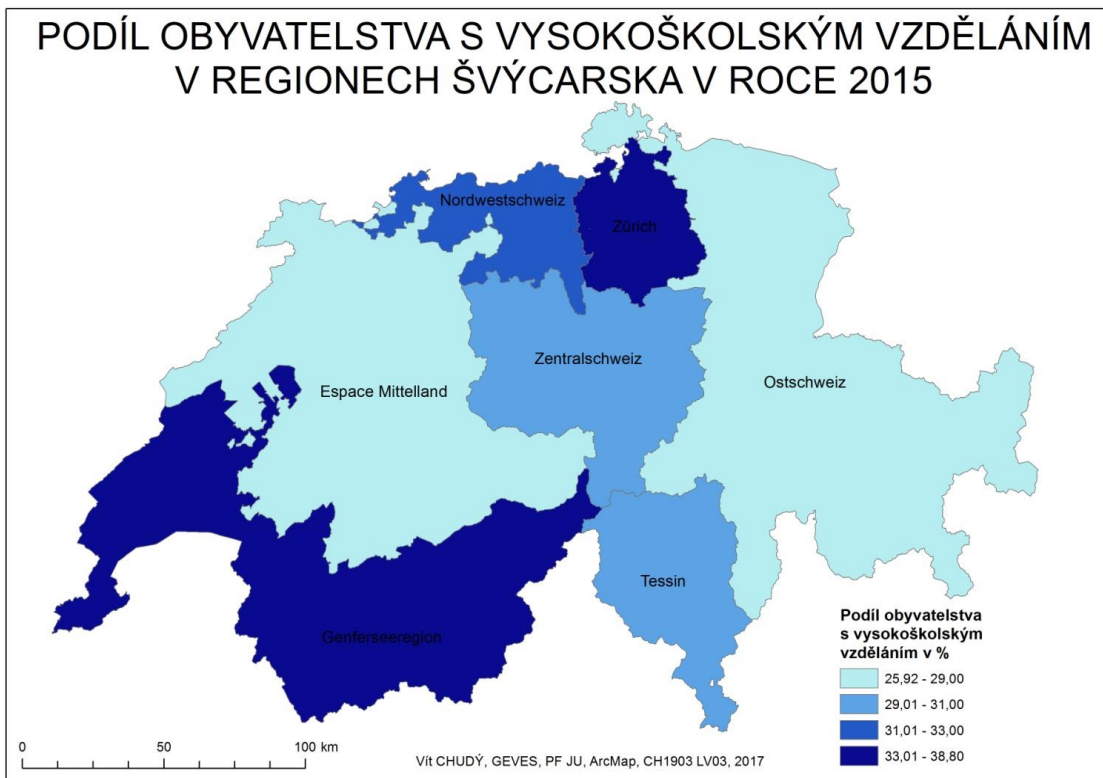 PODÍL OBYVATELSTVA S VYSOKOŠKOLSKÝM VZDĚLÁNÍM
V REGIONECH ŠVÝCARSKA V ROCE 2015
Nordwestschweiz
Zürich
Zentralschweiz
Espace Mittelland
Ostschweiz
Tessin
Genferseeregion
Podíl obyvatelstva
s vysokoškolským
vzděláním v %
25,92 - 29,00
29,01 - 31,00
31,01 - 33,00
33,01 - 38,80
0 50 100 km
Vít CHUDÝ, GEVES, PF JU, ArcMap, CH1903 LV03, 2017